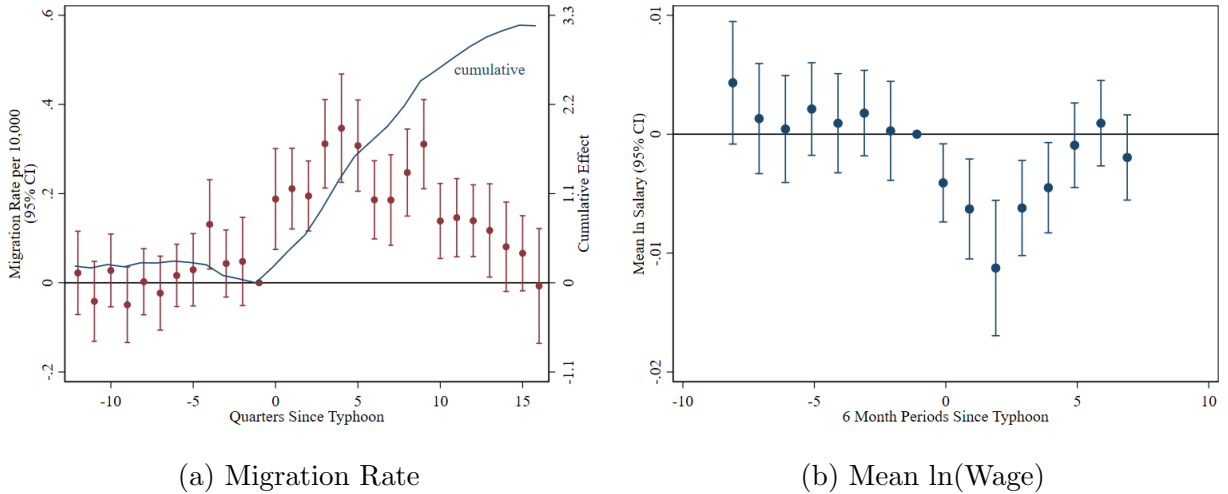 .6
.4
.2
0
-.2
Migration Rate per 10,000
(95% CI)
cumulative
3.3
2.2
1.1
0
-1.1
Cumulative Effect
-10
-5
0
5
10
15
Quarters Since Typhoon
(a) Migration Rate
.01
0
-.01
-.02
Mean ln Salary (95% CI)
-10
-5
0
5
10
6 Month Periods Since Typhoon
(b) Mean ln(Wage)